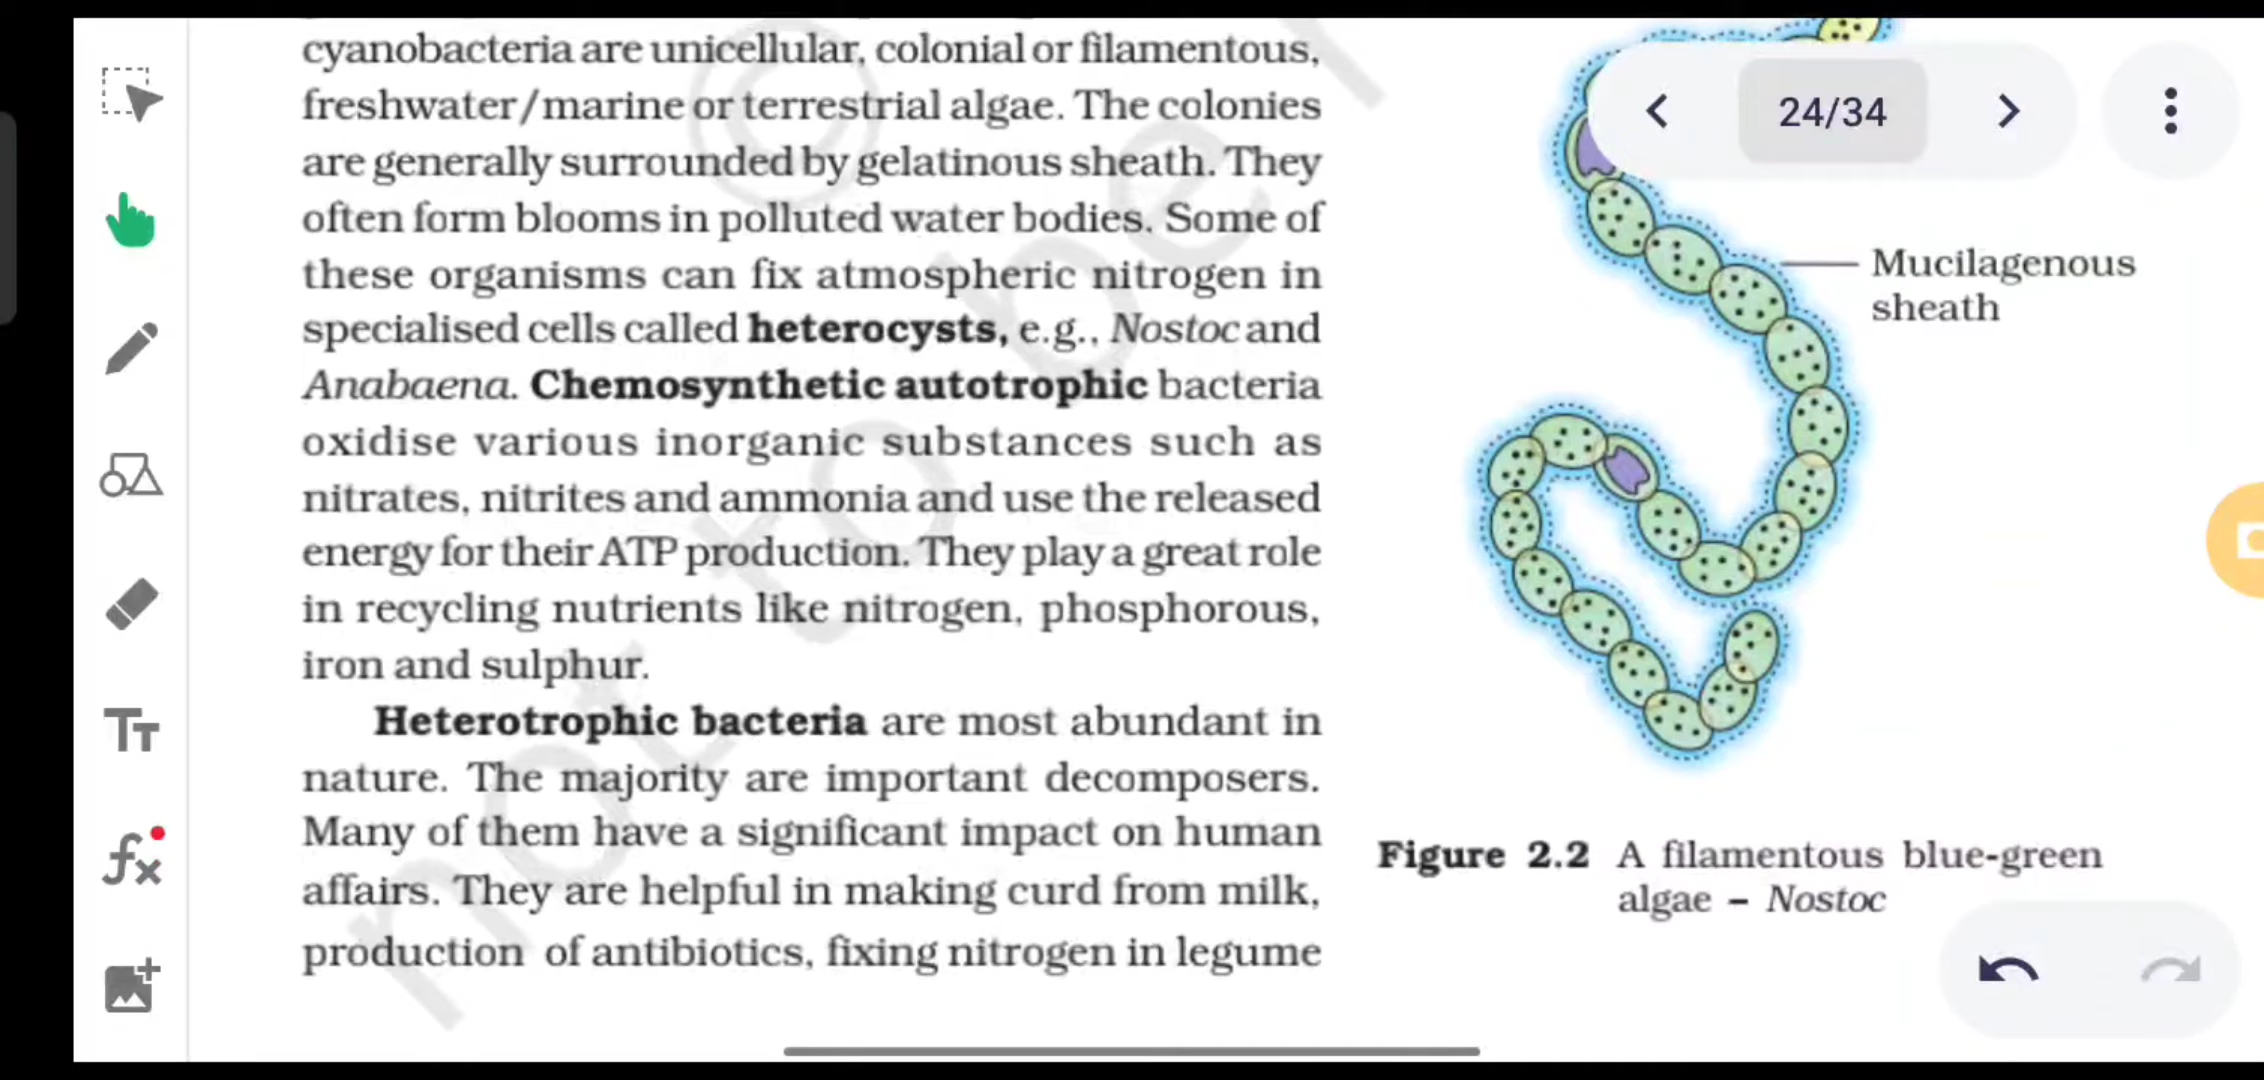 cyanobacteria are unicellular, colonial or filamentous,
freshwater/marine or terrestrial algae. The colonies
are generally surrounded by gelatinous sheath. They
often form blooms in polluted water bodies. Some of
these organisms can fix atmospheric nitrogen in
specialised cells called heterocysts, e.g., Nostoc and
Anabaena. Chemosynthetic autotrophic bacteria
oxidise various inorganic substances such as
nitrates, nitrites and ammonia and use the released
energy for their ATP production. They play a great role
in recycling nutrients like nitrogen, phosphorous,
iron and sulphur.
Heterotrophic bacteria are most abundant in
nature. The majority are important decomposers.
Many of them have a significant impact on human
affairs. They are helpful in making curd from milk,
production of antibiotics, fixing nitrogen in legume
24/34
Mucilagenous
sheath
Figure 2.2 A filamentous blue-green
algae – Nostoc
Tт
fx
not to be r